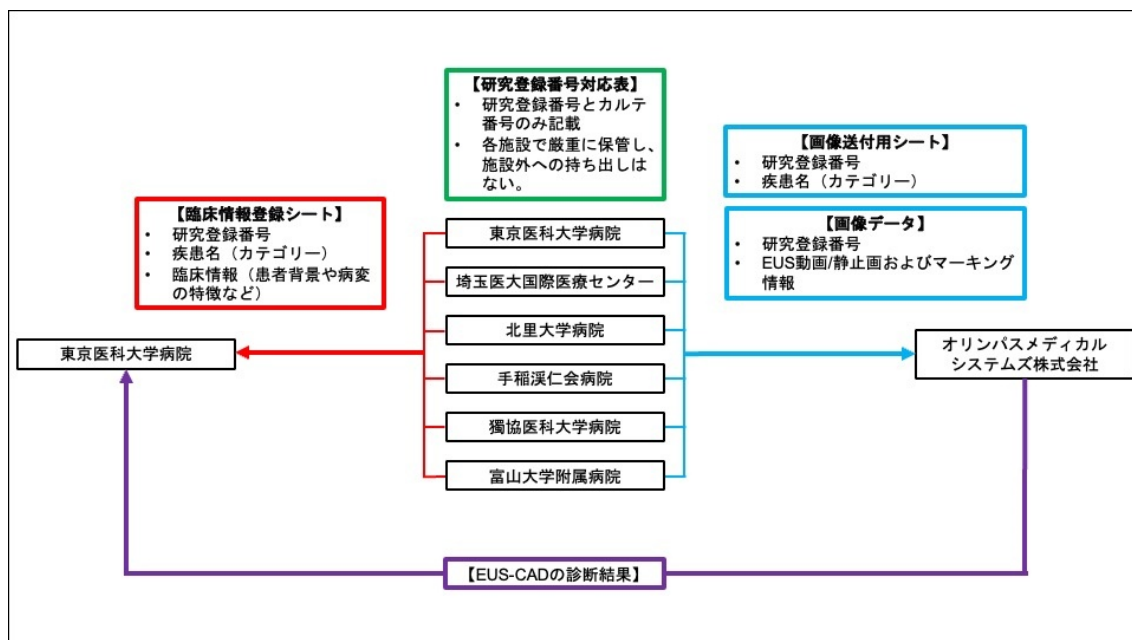 【研究登録番号対応表】
• 研究登録番号とカルテ
番号のみ記載
• 各施設で厳重に保管し、
施設外への持ち出しは
ない。
【画像送付用シート】
• 研究登録番号
• 疾患名（カテゴリー）
【臨床情報登録シート】
• 研究登録番号
• 疾患名（カテゴリー）
• 臨床情報（患者背景や病変
の特徴など）
【画像データ】
• 研究登録番号
• EUS動画/静止画およびマーキング
情報
東京医科大学病院
埼玉医大国際医療センター
北里大学病院
手稲渓仁会病院
獨協医科大学病院
富山大学附属病院
東京医科大学病院
オリンパスメディカル
システムズ株式会社
【EUS-CADの診断結果】